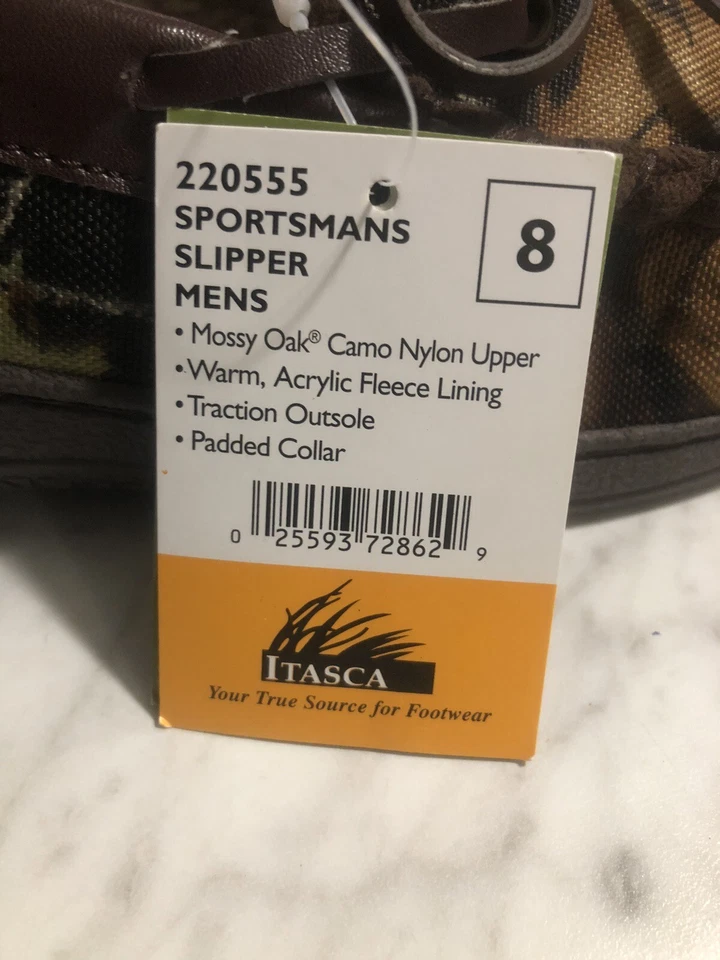 220555
SPORTSMANS
SLIPPER
MENS
8
• Mossy Oak® Camo Nylon Upper
• Warm, Acrylic Fleece Lining
• Traction Outsole
• Padded Collar
0 25593 72862 9
ITASCA
Your True Source for Footwear